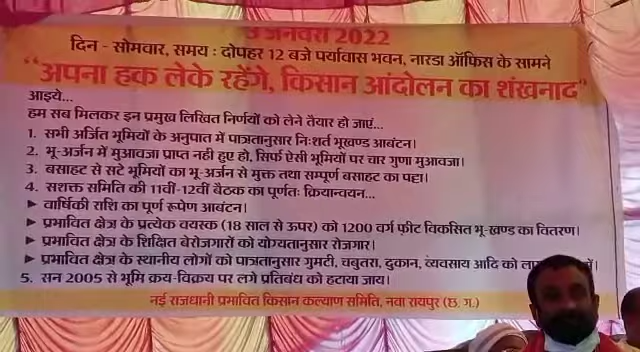 3 जनवरी 2022
दिन - सोमवार, समय : दोपहर 12 बजे पर्यावास भवन, नारडा ऑफिस के सामने
“अपना हक लेके रहेंगे, किसान आंदोलन का शंखनाद”
आइये...
हम सब मिलकर इन प्रमुख लिखित निर्णयों को लेने तैयार हो जाएं...
1. सभी अर्जित भूमियों के अनुपात में पात्रतानुसार निःशर्त भूखण्ड आबंटन।
2. भू-अर्जन में मुआवजा प्राप्त नही हुए हो, सिर्फ ऐसी भूमियों पर चार गुणा मुआवजा।
3. बसाहट से सटे भूमियों का भू-अर्जन से मुक्त तथा सम्पूर्ण बसाहट का पट्टा।
4. सशक्त समिति की 11वीं-12वीं बैठक का पूर्णतः क्रियान्वयन...
► वार्षिकी राशि का पूर्ण रूपेण आबंटन।
► प्रभावित क्षेत्र के प्रत्येक वयस्क (18 साल से ऊपर) को 1200 वर्ग फ़ीट विकसित भू-खण्ड का वितरण।
► प्रभावित क्षेत्र के शिक्षित बेरोजगारों को योग्यतानुसार रोजगार।
► प्रभावित क्षेत्र के स्थानीय लोगों को पात्रतानुसार गुमटी, चबुतरा, दुकान, व्यवसाय आदि को
5. सन 2005 से भूमि क्रय-विक्रय पर लगे प्रतिबंध को हटाया जाय।
नई राजधानी प्रभावित किसान कल्याण समिति, नवा रायपुर (छ. ग.)